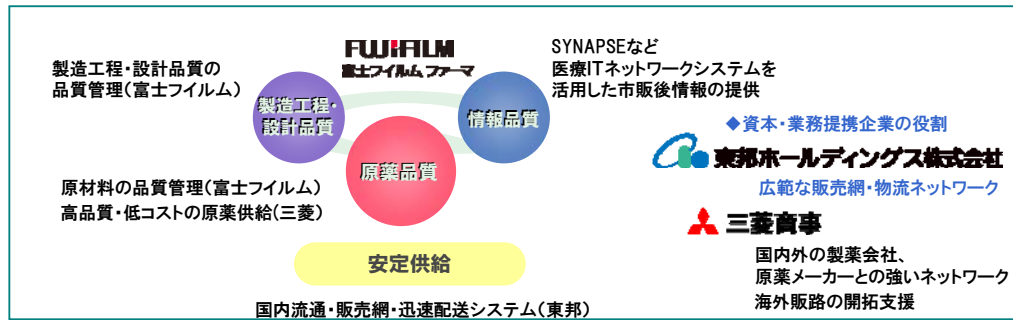 FUJIFILM
富士フイルム ファーマ
製造工程・設計品質の
品質管理(富士フイルム)
SYNAPSEなど
医療ITネットワークシステムを
活用した市販後情報の提供
製造工程・
設計品質
情報品質
原薬品質
原材料の品質管理(富士フイルム)
高品質・低コストの原薬供給(三菱)
安定供給
国内流通・販売網・迅速配送システム(東邦)
◆資本・業務提携企業の役割
東邦ホールディングス株式会社
広範な販売網・物流ネットワーク
三菱商事
国内外の製薬会社、
原薬メーカーとの強いネットワーク
海外販路の開拓支援